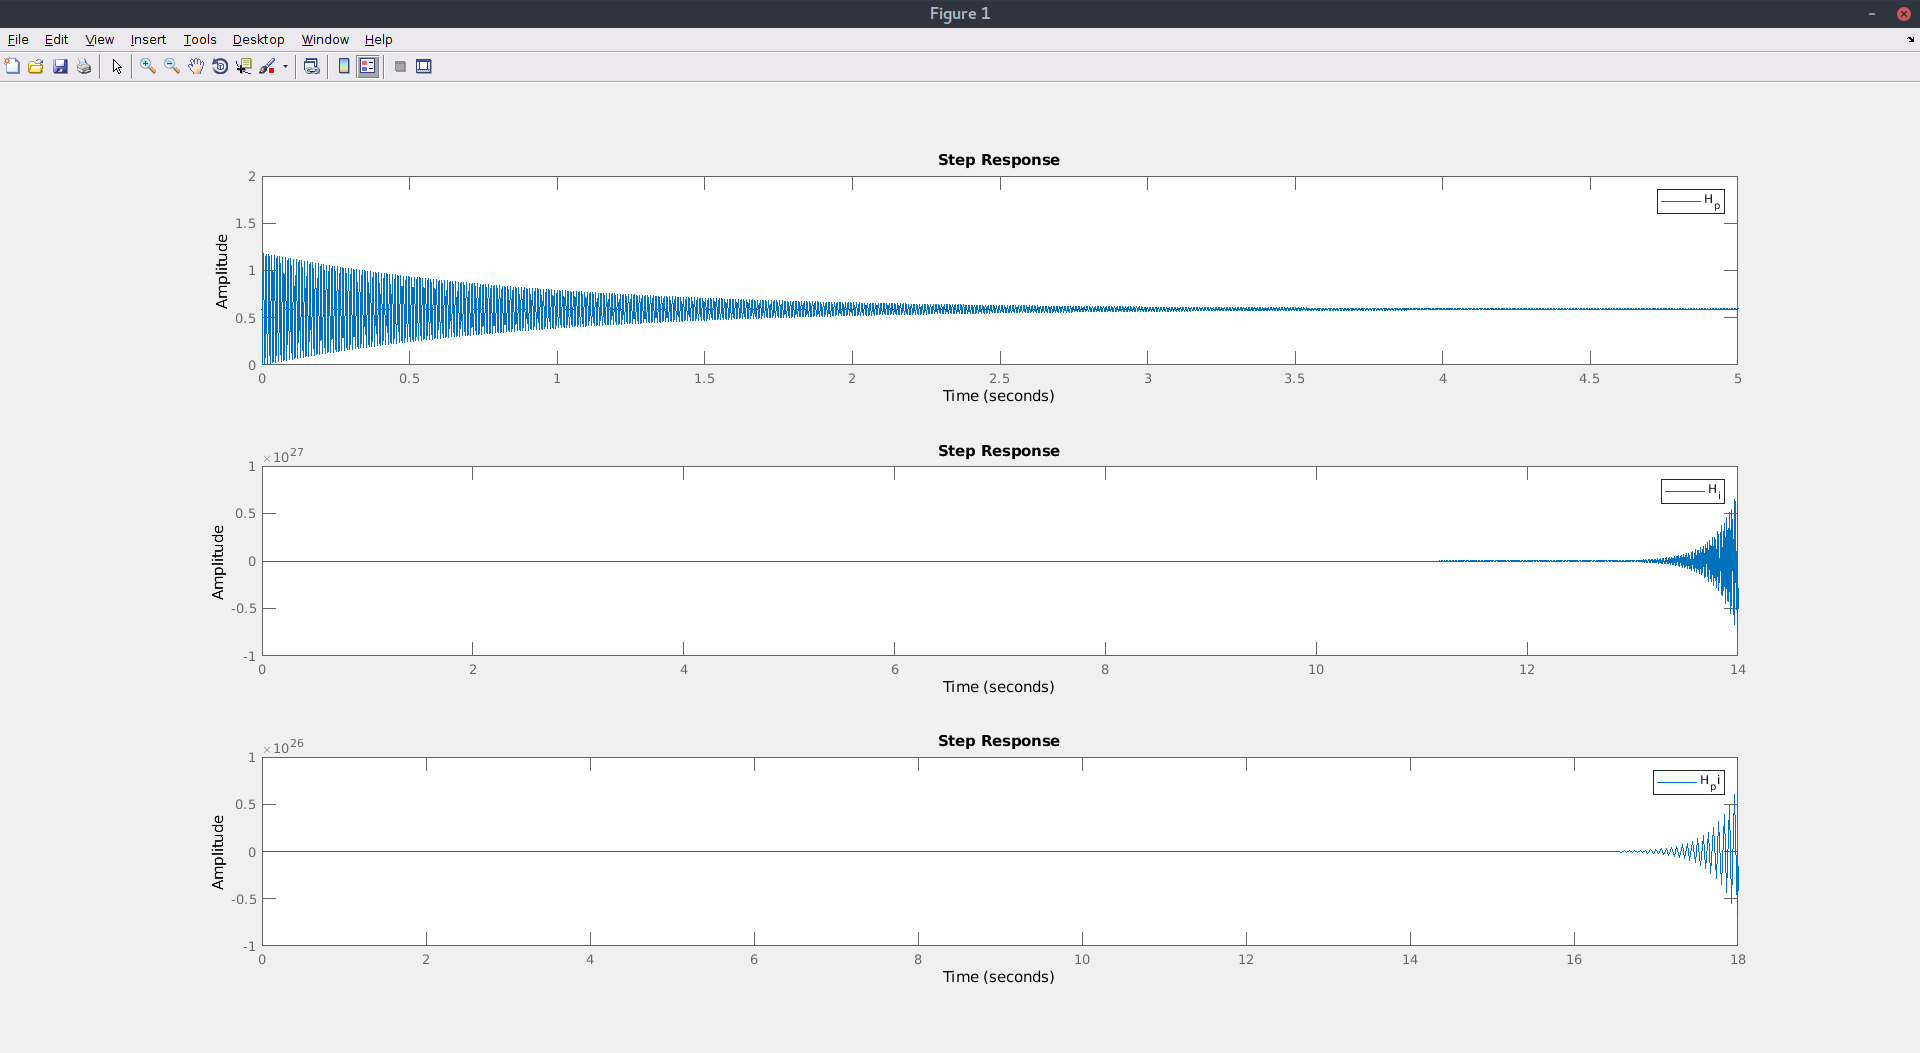 Figure 1
File Edit View Insert Tools Desktop Window Help
Step Response
2
1.5
1
0.5
0
Amplitude
H_p
0 0.5 1 1.5 2 2.5 3 3.5 4 4.5 5
Time (seconds)
Step Response
×10^27
1
0.5
0
-0.5
-1
Amplitude
H_i
0 2 4 6 8 10 12 14
Time (seconds)
Step Response
×10^26
1
0.5
0
-0.5
-1
Amplitude
H_p i
0 2 4 6 8 10 12 14 16 18
Time (seconds)